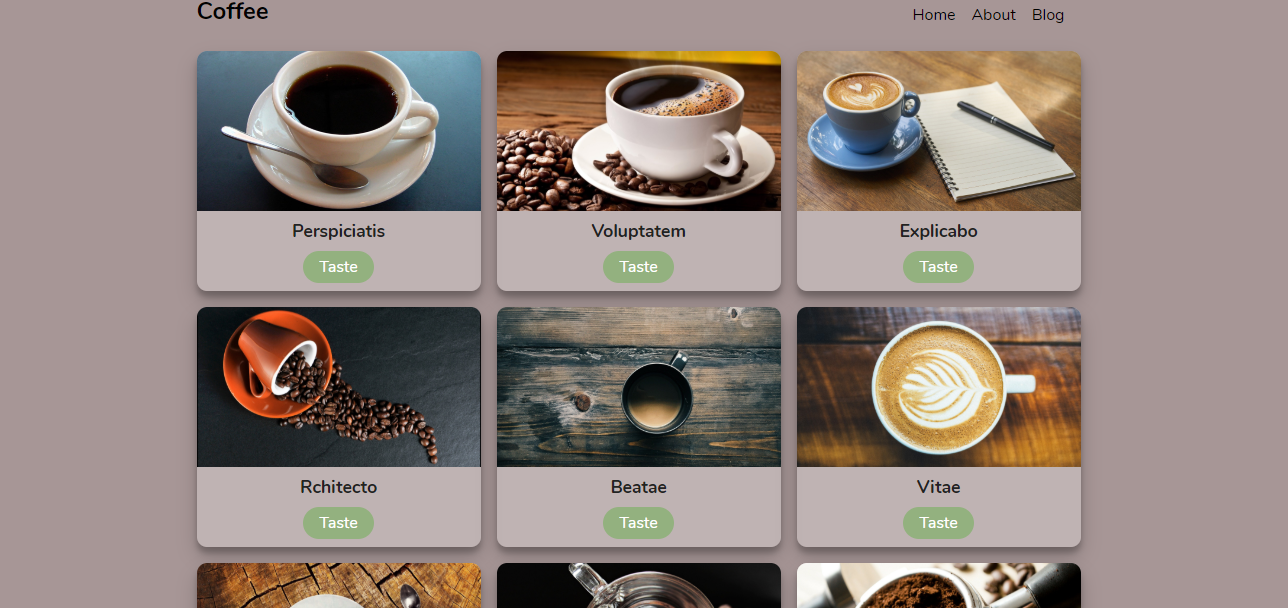 Coffee
Home About Blog
Perspiciatis
Taste
Voluptatem
Taste
Explicabo
Taste
Rchitecto
Taste
Beatae
Taste
Vitae
Taste